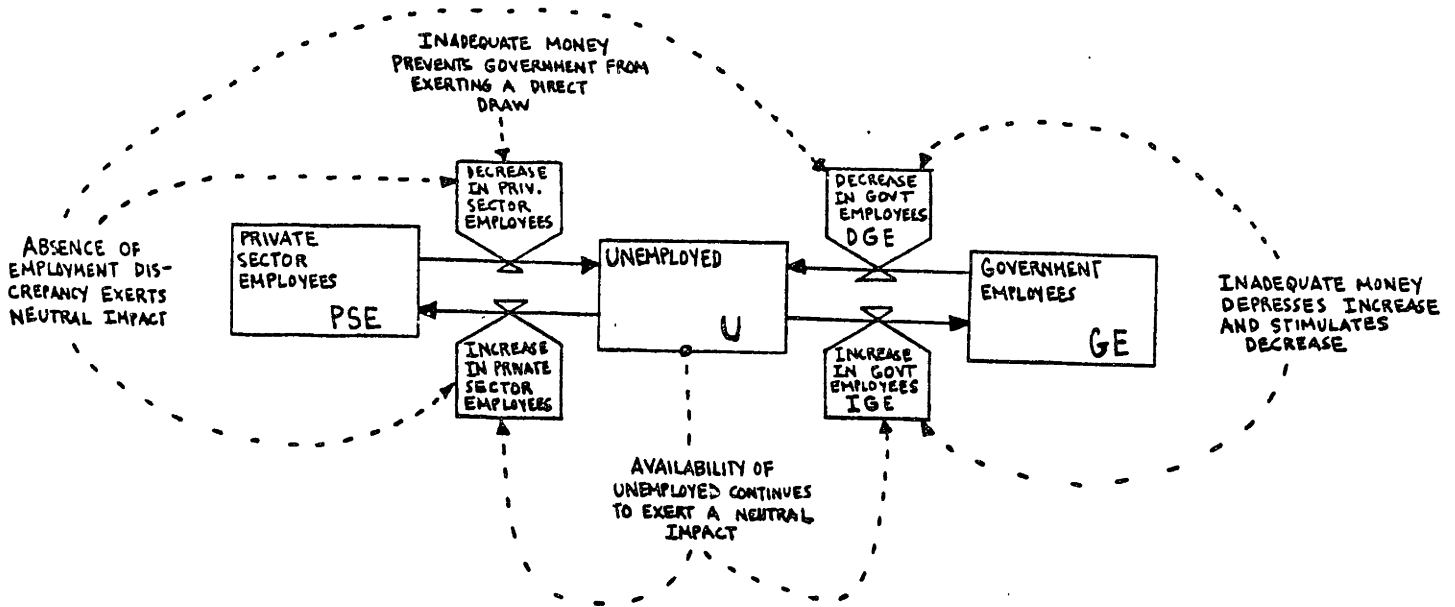 INADEQUATE MONEY
PREVENTS GOVERNMENT FROM
EXERTING A DIRECT
DRAW
DECREASE
IN PRIV.
SECTOR
EMPLOYEES
DECREASE
IN GOVT
EMPLOYEES
DGE
ABSENCE OF
EMPLOYMENT DIS-
CREPANCY EXERTS
NEUTRAL IMPACT
PRIVATE
SECTOR
EMPLOYEES
PSE
UNEMPLOYED
U
GOVERNMENT
EMPLOYEES
GE
INADEQUATE MONEY
DEPRESSES INCREASE
AND STIMULATES
DECREASE
INCREASE
IN PRIVATE
SECTOR
EMPLOYEES
INCREASE
IN GOVT
EMPLOYEES
IGE
AVAILABILITY OF
UNEMPLOYED CONTINUES
TO EXERT A NEUTRAL
IMPACT